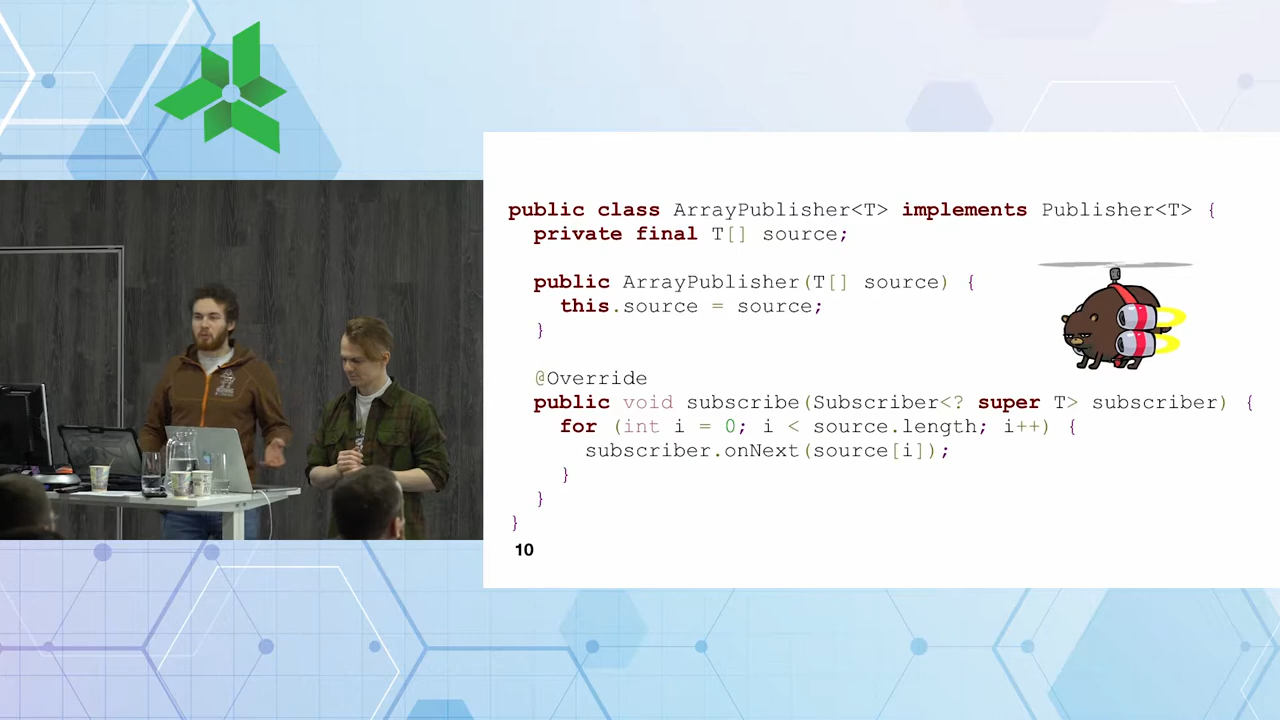 public class ArrayPublisher<T> implements Publisher<T> {
private final T[] source;
public ArrayPublisher(T[] source) {
this.source = source;
}
@Override
public void subscribe(Subscriber<? super T> subscriber) {
for (int i = 0; i < source.length; i++) {
subscriber.onNext(source[i]);
}
}
}
10